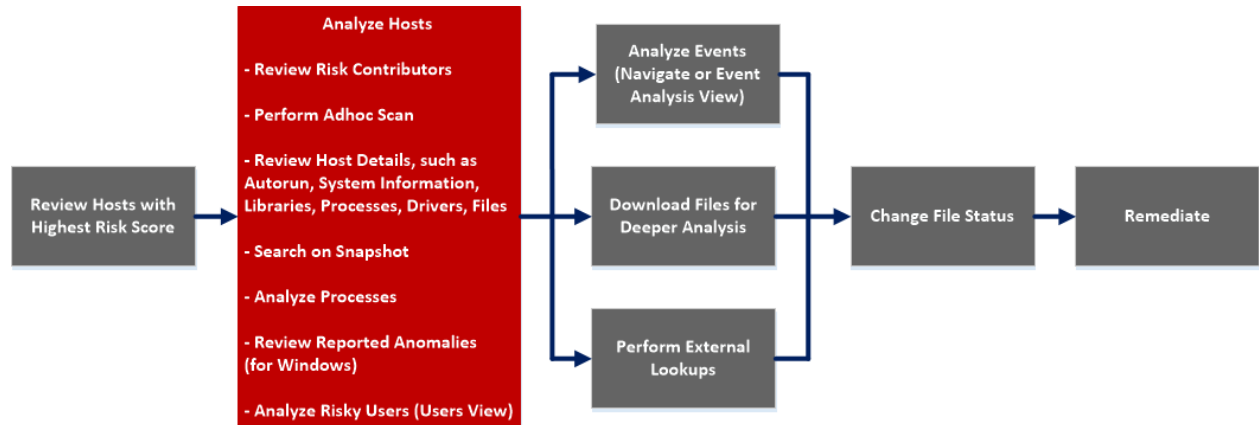 Review Hosts with
Highest Risk Score
Analyze Hosts
- Review Risk Contributors
- Perform Adhoc Scan
- Review Host Details, such as
Autorun, System Information,
Libraries, Processes, Drivers, Files
- Search on Snapshot
- Analyze Processes
- Review Reported Anomalies
(for Windows)
- Analyze Risky Users (Users View)
Analyze Events
(Navigate or Event
Analysis View)
Download Files for
Deeper Analysis
Perform External
Lookups
Change File Status
Remediate